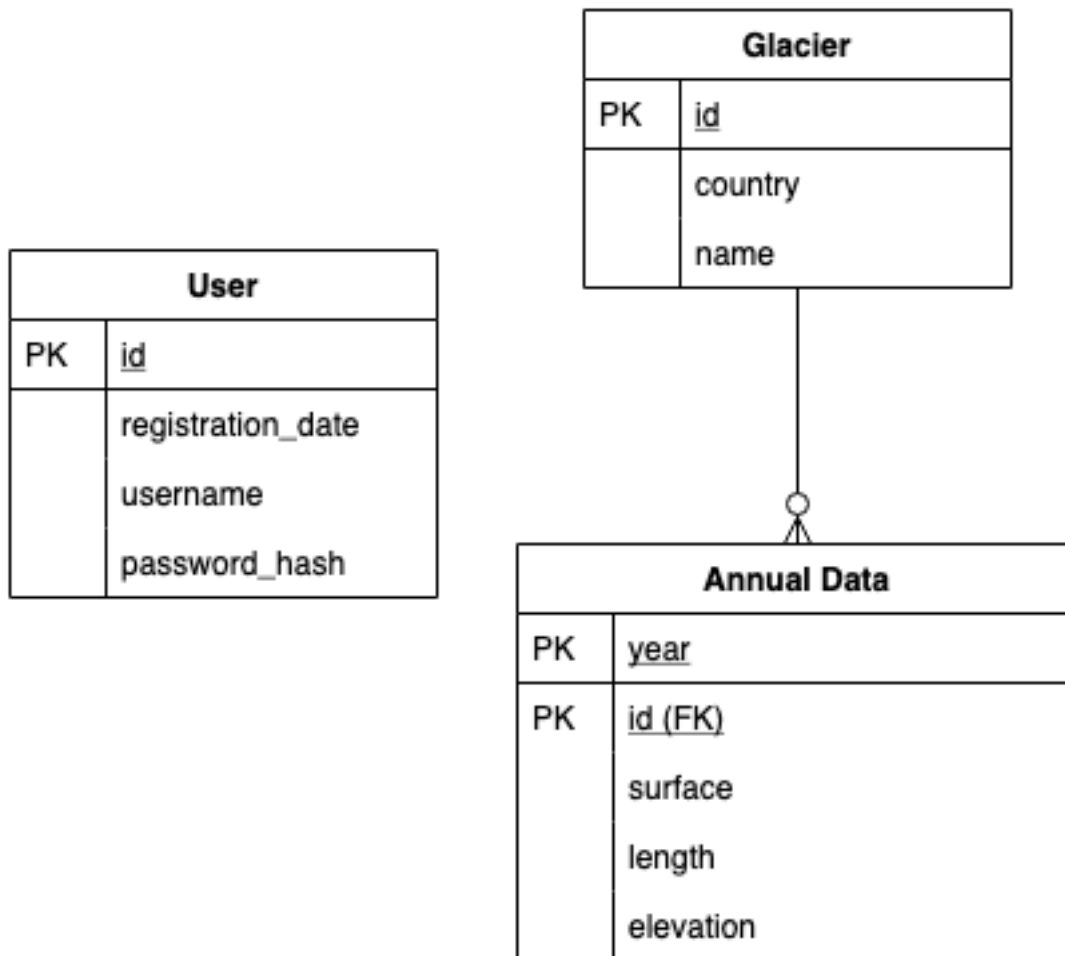 Glacier
PK id
country
name
User
PK id
registration_date
username
password_hash
Annual Data
PK year
PK id (FK)
surface
length
elevation